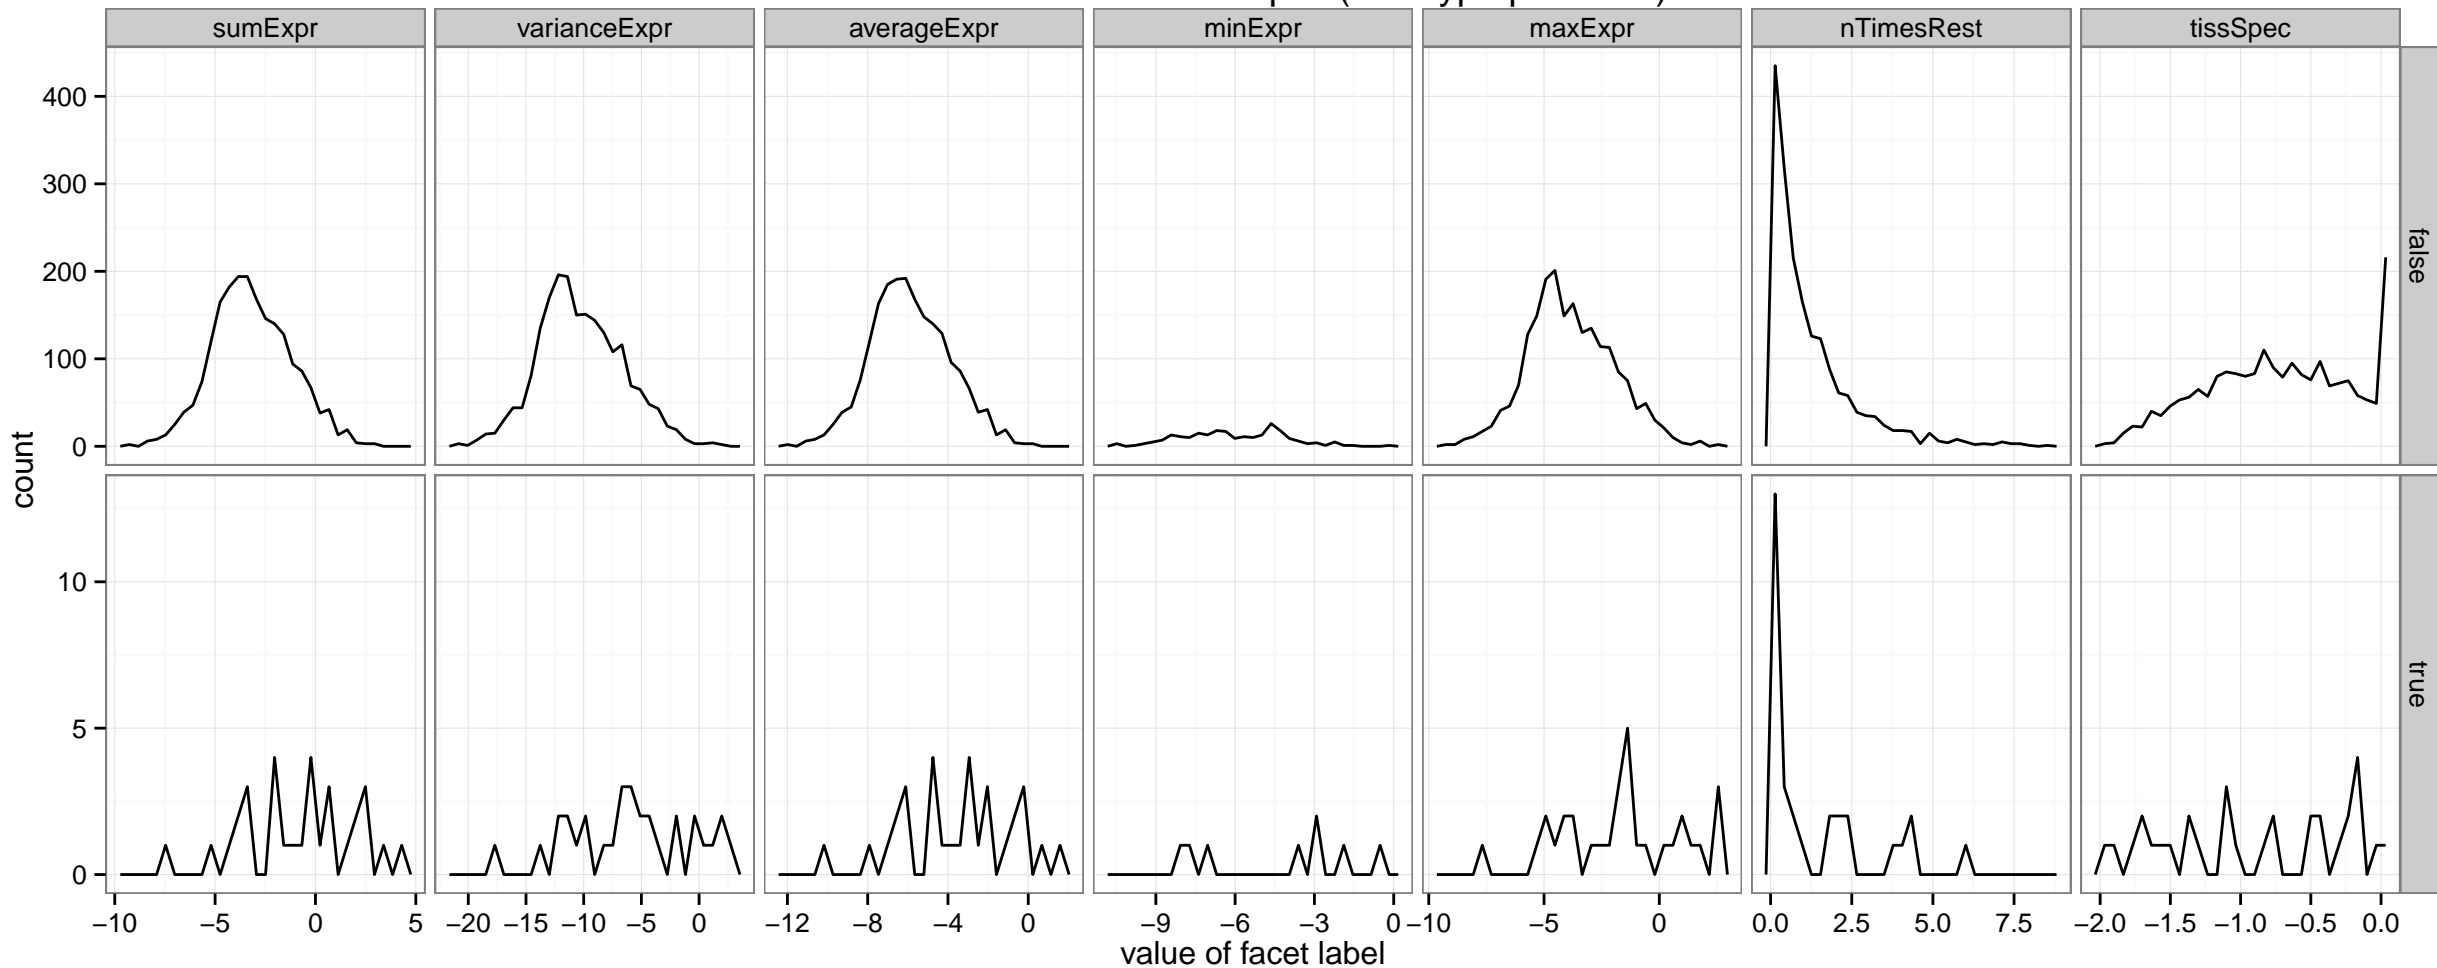 sumExpr varianceExpr averageExpr minExpr maxExpr nTimesRest tissSpec
400
300
200
100
0
false
count
10
5
0
true
−10 −5 0 5 −20 −15 −10 −5 0 −12 −8 −4 0 −9 −6 −3 0 −10 −5 0 0.0 2.5 5.0 7.5 −2.0 −1.5 −1.0 −0.5 0.0
value of facet label